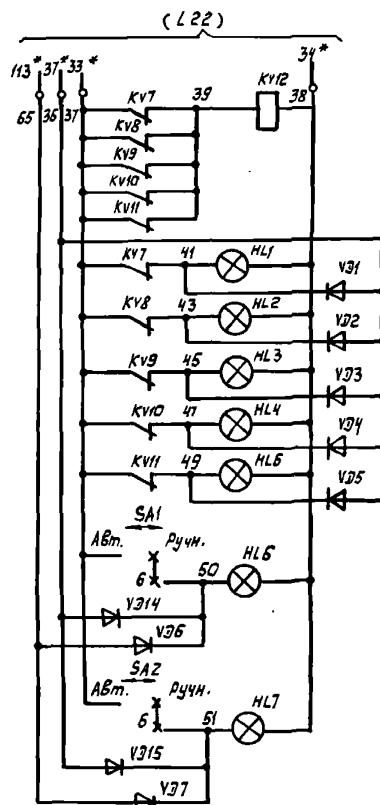 (L22)
113* 37* 33* 34*
65 36 37 KV7 39 KV12 38
KV8
KV9
KV10
KV11
KV7 41 HL1
VD1
KV8 43 HL2
VD2
KV9 45 HL3
VD3
KV10 47 HL4
VD4
KV11 49 HL6
VD5
SA1
Авт. Ручн.
6 50 HL6
VD14
VD6
SA2
Авт. Ручн.
6 51 HL7
VD15
VD7